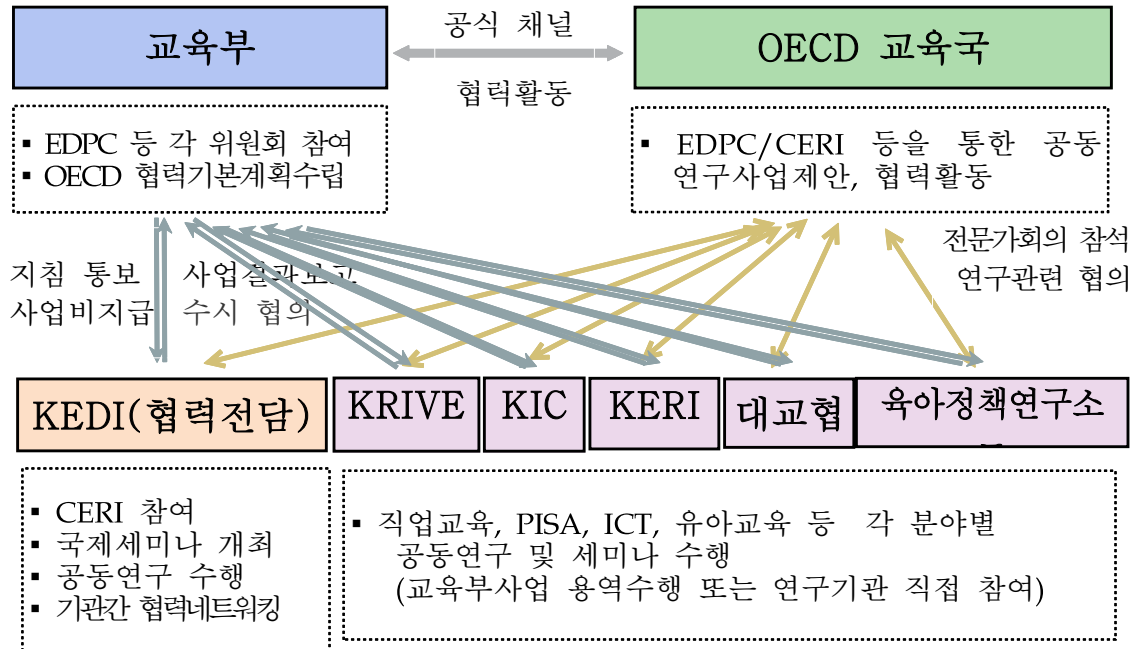 교육부
공식 채널
협력활동
OECD 교육국
▪ EDPC 등 각 위원회 참여
▪ OECD 협력기본계획수립
▪ EDPC/CERI 등을 통한 공동
연구사업제안, 협력활동
지침 통보
사업비지급
사업결과보고
수시 협의
전문가회의 참석
연구관련 협의
KEDI(협력전담)
KRIVE
KIC
KERI
대교협
육아정책연구소
▪ CERI 참여
▪ 국제세미나 개최
▪ 공동연구 수행
▪ 기관간 협력네트워킹
▪ 직업교육, PISA, ICT, 유아교육 등 각 분야별
공동연구 및 세미나 수행
(교육부사업 용역수행 또는 연구기관 직접 참여)